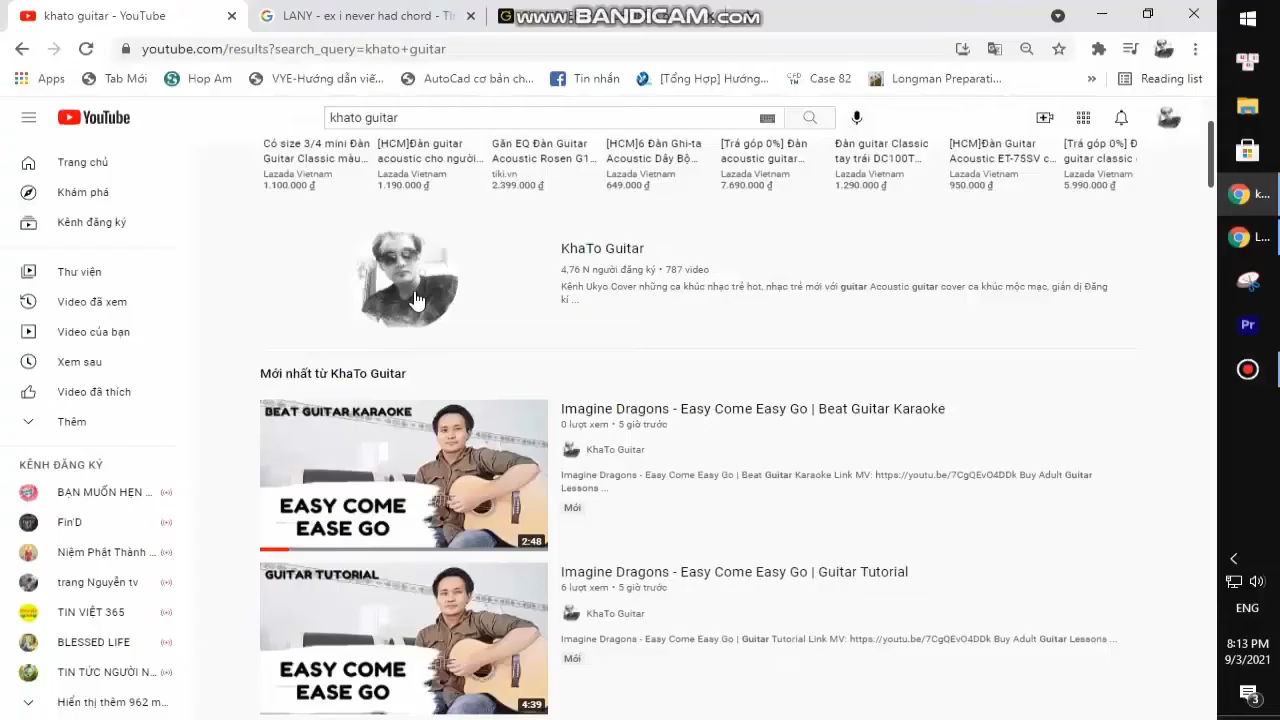 khato guitar - YouTube
LANY - ex i never had chord - Ti
www.BANDICAM.com
youtube.com/results?search_query=khato+guitar
Apps
Tab Mới
Hop Am
VYE-Hướng dẫn viế...
AutoCad cơ bản ch...
Tin nhắn
[Tổng Hợp] Hướng...
Case 82
Longman Preparati...
Reading list
YouTube
khato guitar
Trang chủ
Khám phá
Kênh đăng ký
Thư viện
Video đã xem
Video của bạn
Xem sau
Video đã thích
Thêm
KÊNH ĐĂNG KÝ
BẠN MUỐN HẸN ...
Fin'D
Niệm Phật Thành ...
trang Nguyễn tv
TIN VIỆT 365
BLESSED LIFE
TIN TỨC NGƯỜI N...
Hiển thị thêm 962 m...
Có size 3/4 mini Đàn
Guitar Classic màu...
Lazada Vietnam
1.100.000 ₫
[HCM]Đàn guitar
acoustic cho người...
Lazada Vietnam
1.190.000 ₫
Gắn EQ Đàn Guitar
Acoustic Rosen G1...
tiki.vn
2.399.000 ₫
[HCM]6 Đàn Ghi-ta
Acoustic Dây Bộ...
Lazada Vietnam
649.000 ₫
[Trả góp 0%] Đàn
acoustic guitar...
Lazada Vietnam
7.690.000 ₫
Đàn guitar Classic
tay trái DC100T...
Lazada Vietnam
1.290.000 ₫
[HCM]Đàn Guitar
Acoustic ET-75SV c...
Lazada Vietnam
950.000 ₫
[Trả góp 0%] Đàn
guitar classic
Lazada Vietnam
5.990.000 ₫
KhaTo Guitar
4,76 N người đăng ký • 787 video
Kênh Ukyo Cover những ca khúc nhạc trẻ hot, nhạc trẻ mới với guitar Acoustic guitar cover ca khúc mộc mạc, giản dị Đăng
kí ...
Mới nhất từ KhaTo Guitar
BEAT GUITAR KARAOKE
EASY COME
EASE GO
2:48
Imagine Dragons - Easy Come Easy Go | Beat Guitar Karaoke
0 lượt xem • 5 giờ trước
KhaTo Guitar
Imagine Dragons - Easy Come Easy Go | Beat Guitar Karaoke Link MV: https://youtu.be/7CgQEvO4DDk Buy Adult Guitar
Lessons ...
Mới
GUITAR TUTORIAL
EASY COME
EASE GO
4:39
Imagine Dragons - Easy Come Easy Go | Guitar Tutorial
6 lượt xem • 5 giờ trước
KhaTo Guitar
Imagine Dragons - Easy Come Easy Go | Guitar Tutorial Link MV: https://youtu.be/7CgQEvO4DDk Buy Adult Guitar Lessons ...
Mới
k...
L...
Pr
ENG
8:13 PM
9/3/2021
3